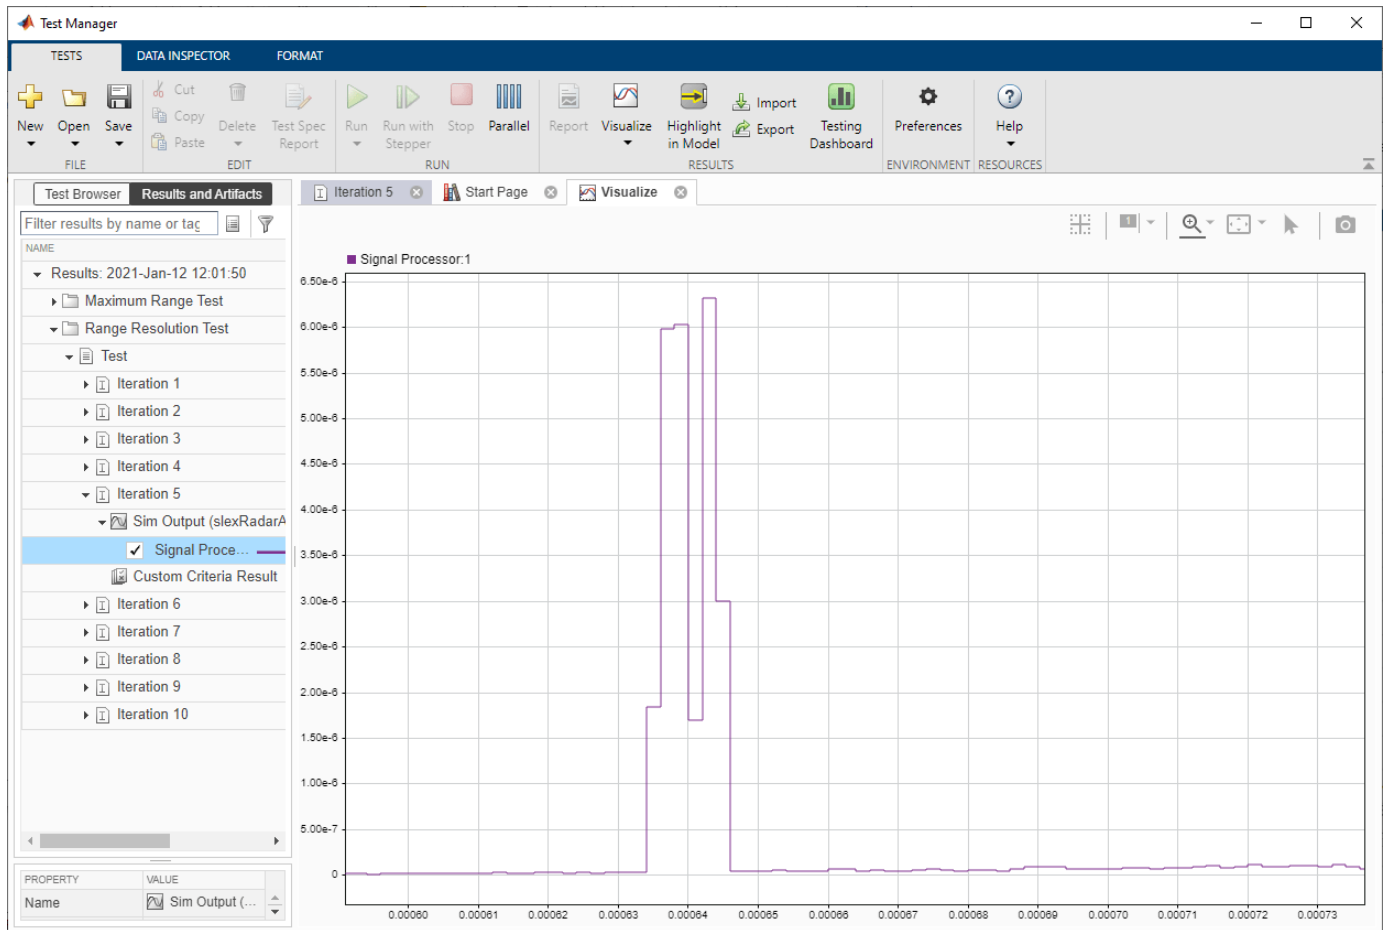 Test Manager
TESTS DATA INSPECTOR FORMAT
New Open Save Cut Copy Paste Delete Test Spec Report Run Run with Stepper Stop Parallel Report Visualize Highlight in Model Import Export Testing Dashboard Preferences Help
FILE EDIT RUN RESULTS ENVIRONMENT RESOURCES
Test Browser Results and Artifacts
Iteration 5 Start Page Visualize
Filter results by name or tag
1
NAME
Results: 2021-Jan-12 12:01:50
Maximum Range Test
Range Resolution Test
Test
Iteration 1
Iteration 2
Iteration 3
Iteration 4
Iteration 5
Sim Output (slexRadarA
Signal Proce...
Custom Criteria Result
Iteration 6
Iteration 7
Iteration 8
Iteration 9
Iteration 10
PROPERTY VALUE
Name Sim Output (...
Signal Processor:1
6.50e-6
6.00e-6
5.50e-6
5.00e-6
4.50e-6
4.00e-6
3.50e-6
3.00e-6
2.50e-6
2.00e-6
1.50e-6
1.00e-6
5.00e-7
0
0.00060 0.00061 0.00062 0.00063 0.00064 0.00065 0.00066 0.00067 0.00068 0.00069 0.00070 0.00071 0.00072 0.00073